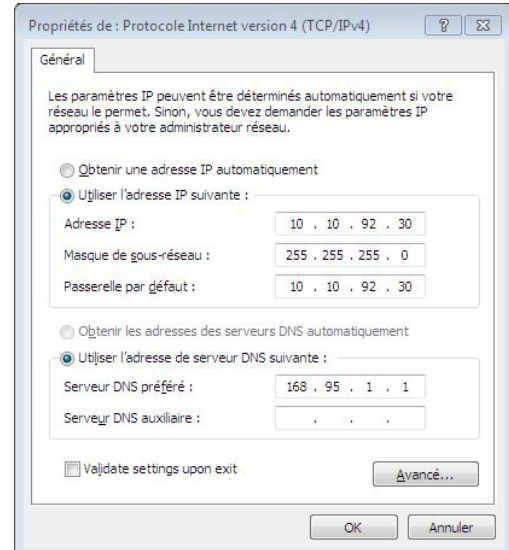 Propriétés de : Protocole Internet version 4 (TCP/IPv4)
Général
Les paramètres IP peuvent être déterminés automatiquement si votre
réseau le permet. Sinon, vous devez demander les paramètres IP
appropriés à votre administrateur réseau.
Obtenir une adresse IP automatiquement
Utiliser l'adresse IP suivante :
Adresse IP : 10 . 10 . 92 . 30
Masque de sous-réseau : 255 . 255 . 255 . 0
Passerelle par défaut : 10 . 10 . 92 . 30
Obtenir les adresses des serveurs DNS automatiquement
Utiliser l'adresse de serveur DNS suivante :
Serveur DNS préféré : 168 . 95 . 1 . 1
Serveur DNS auxiliaire : . . .
Validate settings upon exit
Avancé...
OK Annuler